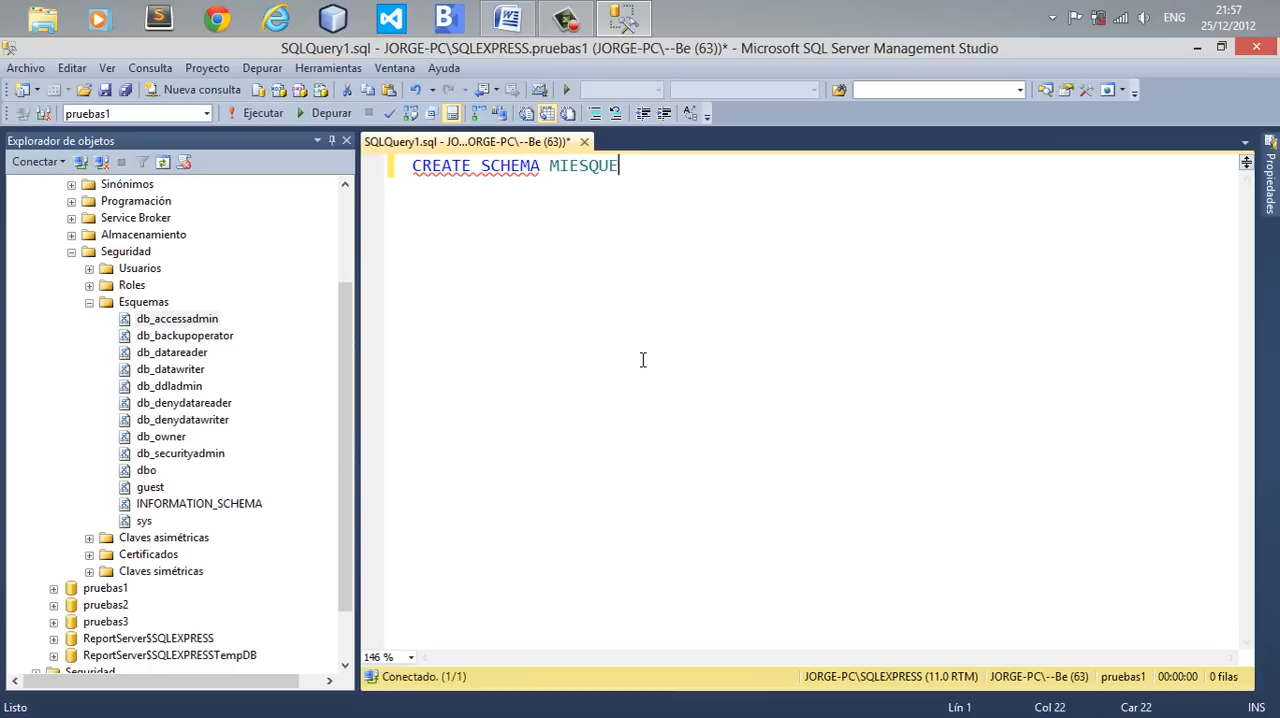 21:57
ENG
25/12/2012
SQLQuery1.sql - JORGE-PC\SQLEXPRESS.pruebas1 (JORGE-PC\--Be (63))* - Microsoft SQL Server Management Studio
Archivo Editar Ver Consulta Proyecto Depurar Herramientas Ventana Ayuda
Nueva consulta
pruebas1 Ejecutar Depurar
Explorador de objetos
SQLQuery1.sql - JO...ORGE-PC\--Be (63))*
Conectar
CREATE SCHEMA MIESQUE
Propiedades
Sinónimos
Programación
Service Broker
Almacenamiento
Seguridad
Usuarios
Roles
Esquemas
db_accessadmin
db_backupoperator
db_datareader
db_datawriter
db_ddladmin
db_denydatareader
db_denydatawriter
db_owner
db_securityadmin
dbo
guest
INFORMATION_SCHEMA
sys
Claves asimétricas
Certificados
Claves simétricas
pruebas1
pruebas2
pruebas3
ReportServer$SQLEXPRESS
ReportServer$SQLEXPRESSTempDB
Seguridad
146 %
Conectado. (1/1) JORGE-PC\SQLEXPRESS (11.0 RTM) JORGE-PC\--Be (63) pruebas1 00:00:00 0 filas
Listo Lín 1 Col 22 Car 22 INS